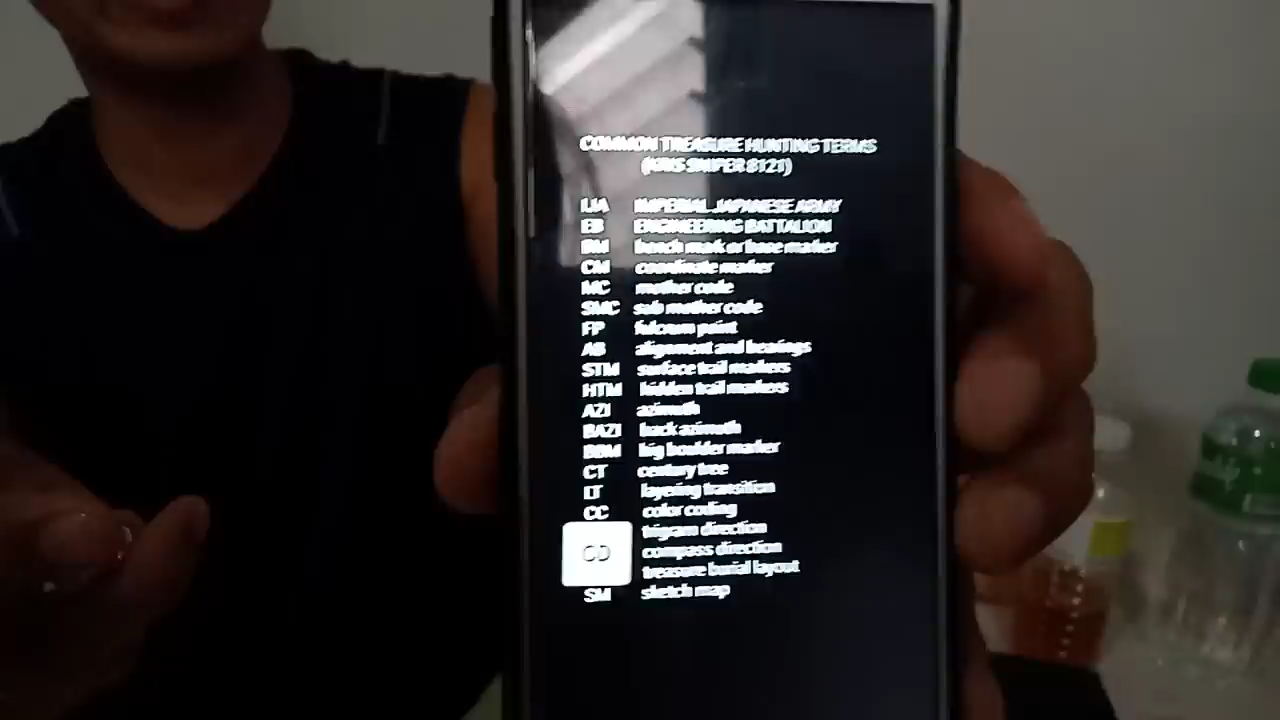 COMMON TREASURE HUNTING TERMS
SNIPER 8121)
IJA IMPERIAL JAPANESE ARMY
EB ENGINEERING BATTALION
BM bench mark or base marker
CM coordinate marker
MC mother code
SMC sub mother code
FP fulcrum point
AB alignment and bearings
STM surface trail markers
HTM hidden trail markers
AZI azimuth
BAZI back azimuth
BBM big boulder marker
CT century tree
LT layering transition
CC color coding
trigram direction
CD compass direction
treasure burial layout
SM sketch map